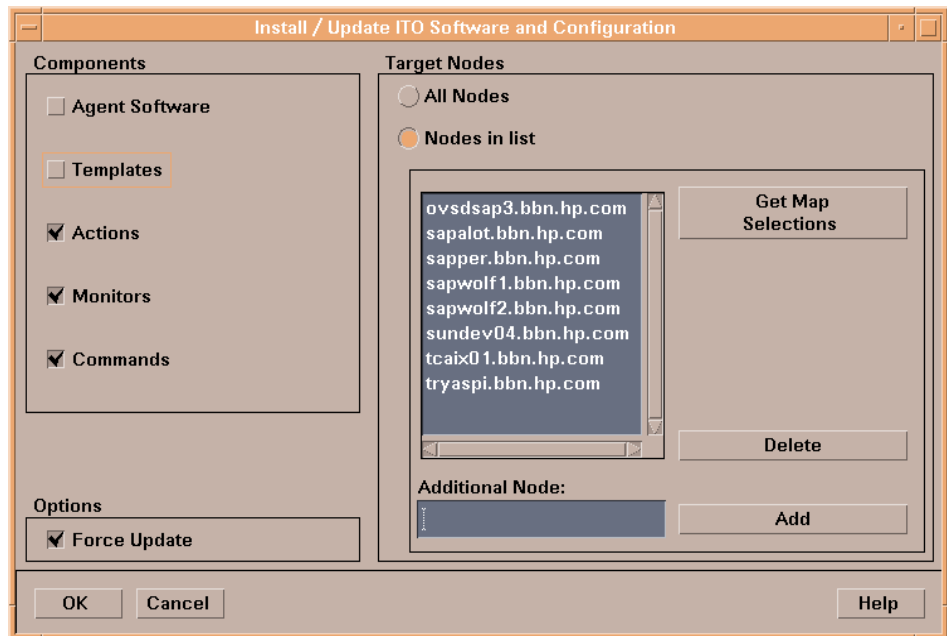 Install / Update ITO Software and Configuration
Components
Agent Software
Templates
Actions
Monitors
Commands
Options
Force Update
Target Nodes
All Nodes
Nodes in list
ovsdsap3.bbn.hp.com
sapalot.bbn.hp.com
sapper.bbn.hp.com
sapwolf1.bbn.hp.com
sapwolf2.bbn.hp.com
sundev04.bbn.hp.com
tcaix01.bbn.hp.com
tryaspi.bbn.hp.com
Get Map
Selections
Delete
Additional Node:
Add
OK
Cancel
Help